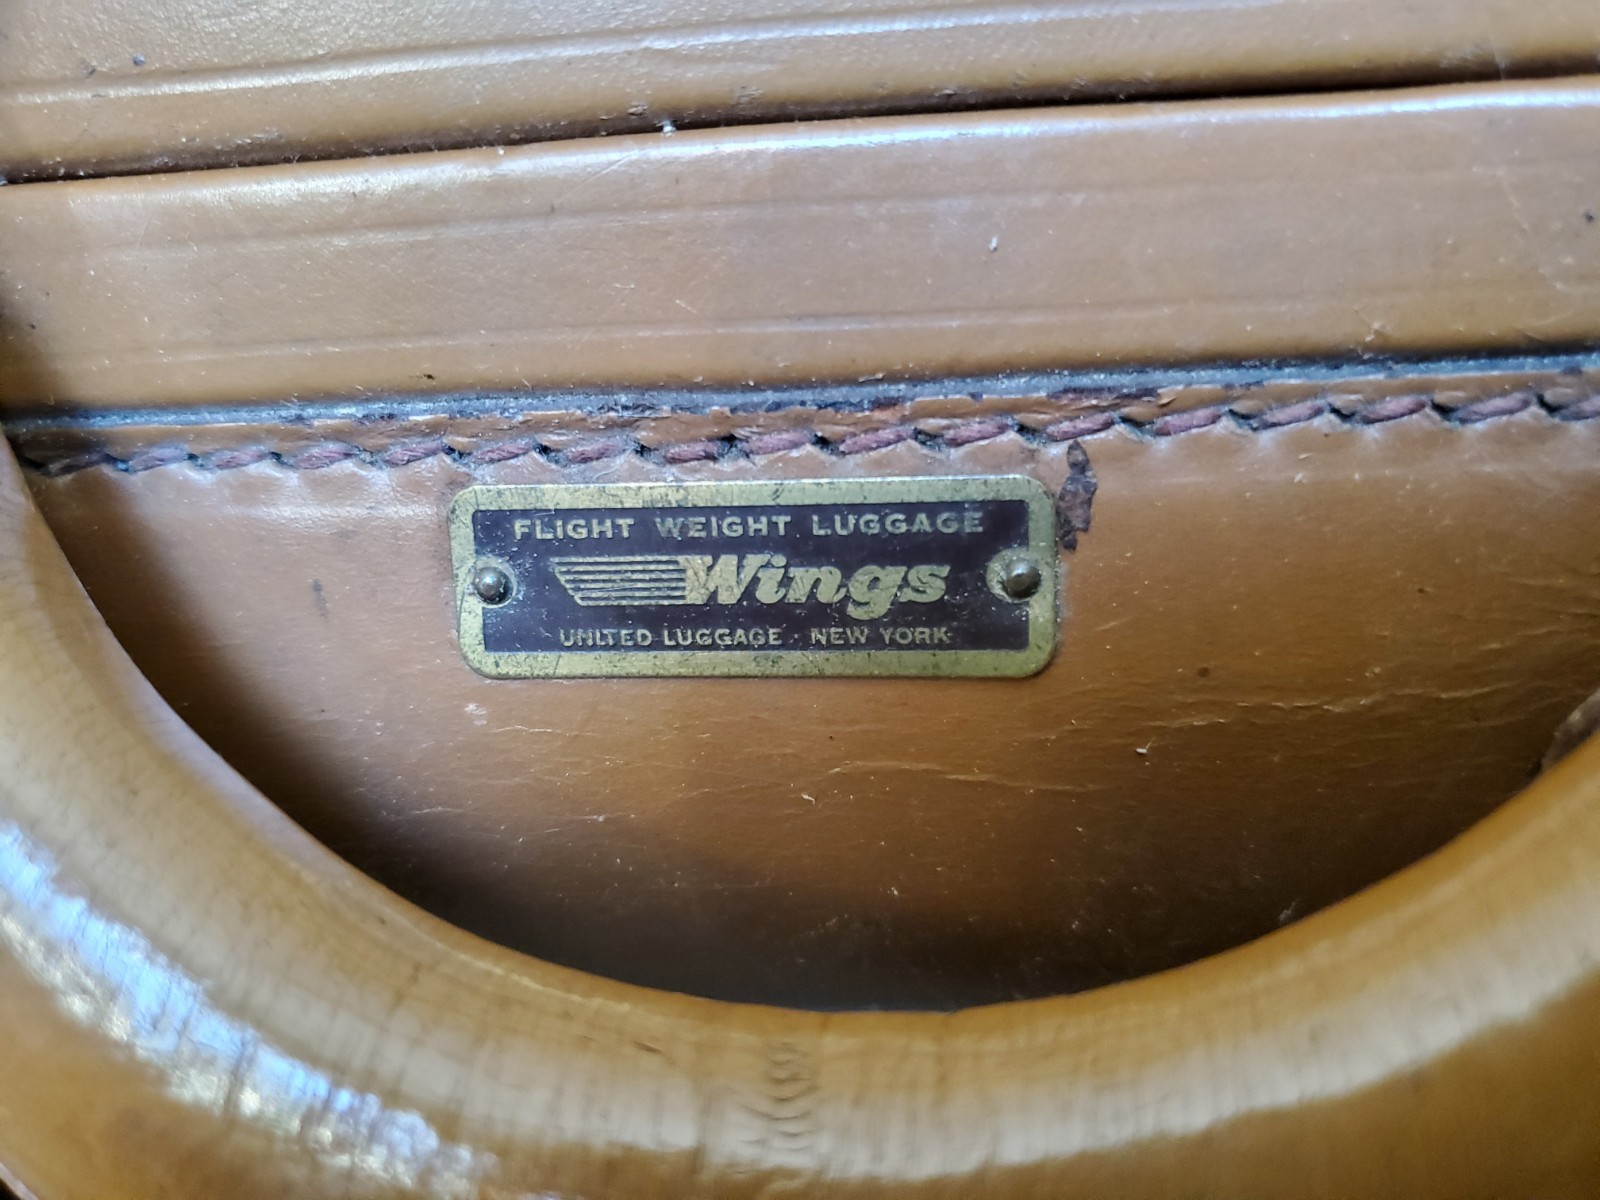 FLIGHT WEIGHT LUGGAGE
Wings
UNITED LUGGAGE · NEW YORK